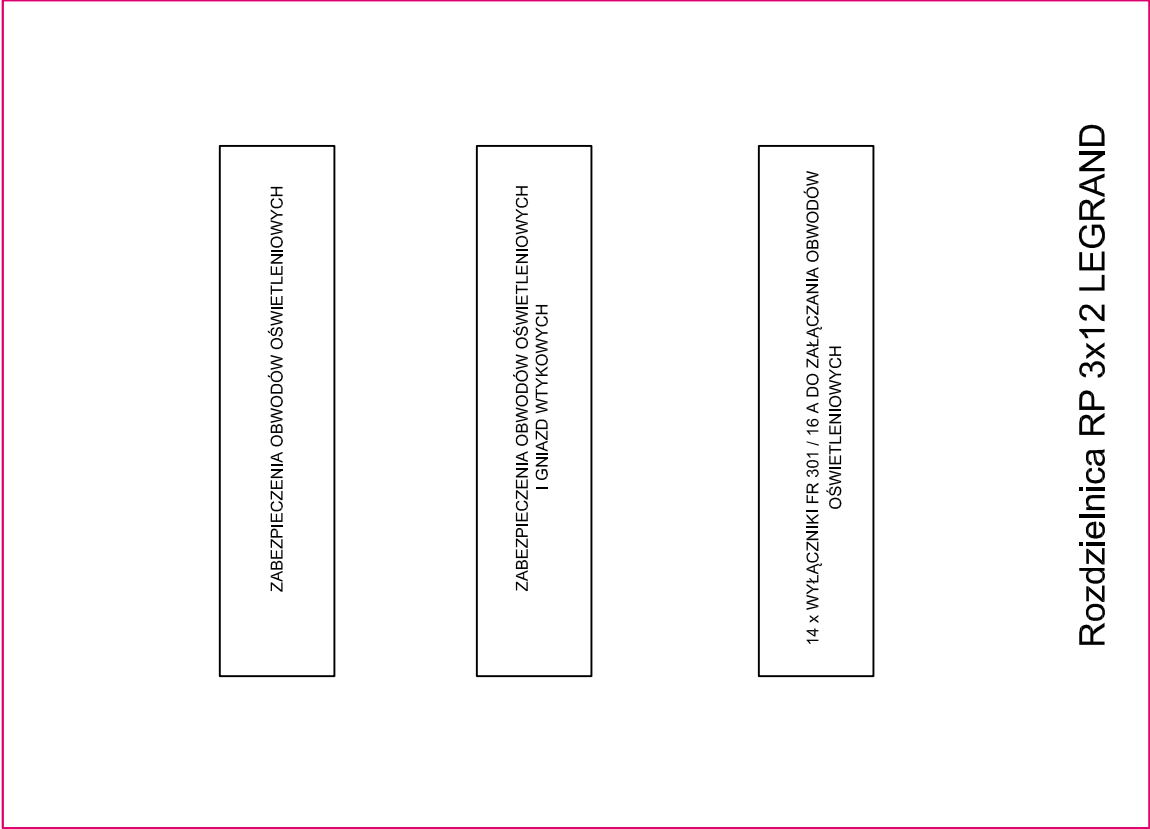 ZABEZPIECZENIA OBWODÓW OŚWIETLENIOWYCH
ZABEZPIECZENIA OBWODÓW OŚWIETLENIOWYCH
I GNIAZD WTYKOWYCH
14 x WYŁĄCZNIKI FR 301 / 16 A DO ZAŁĄCZANIA OBWODÓW
OŚWIETLENIOWYCH
Rozdzielnica RP 3x12 LEGRAND